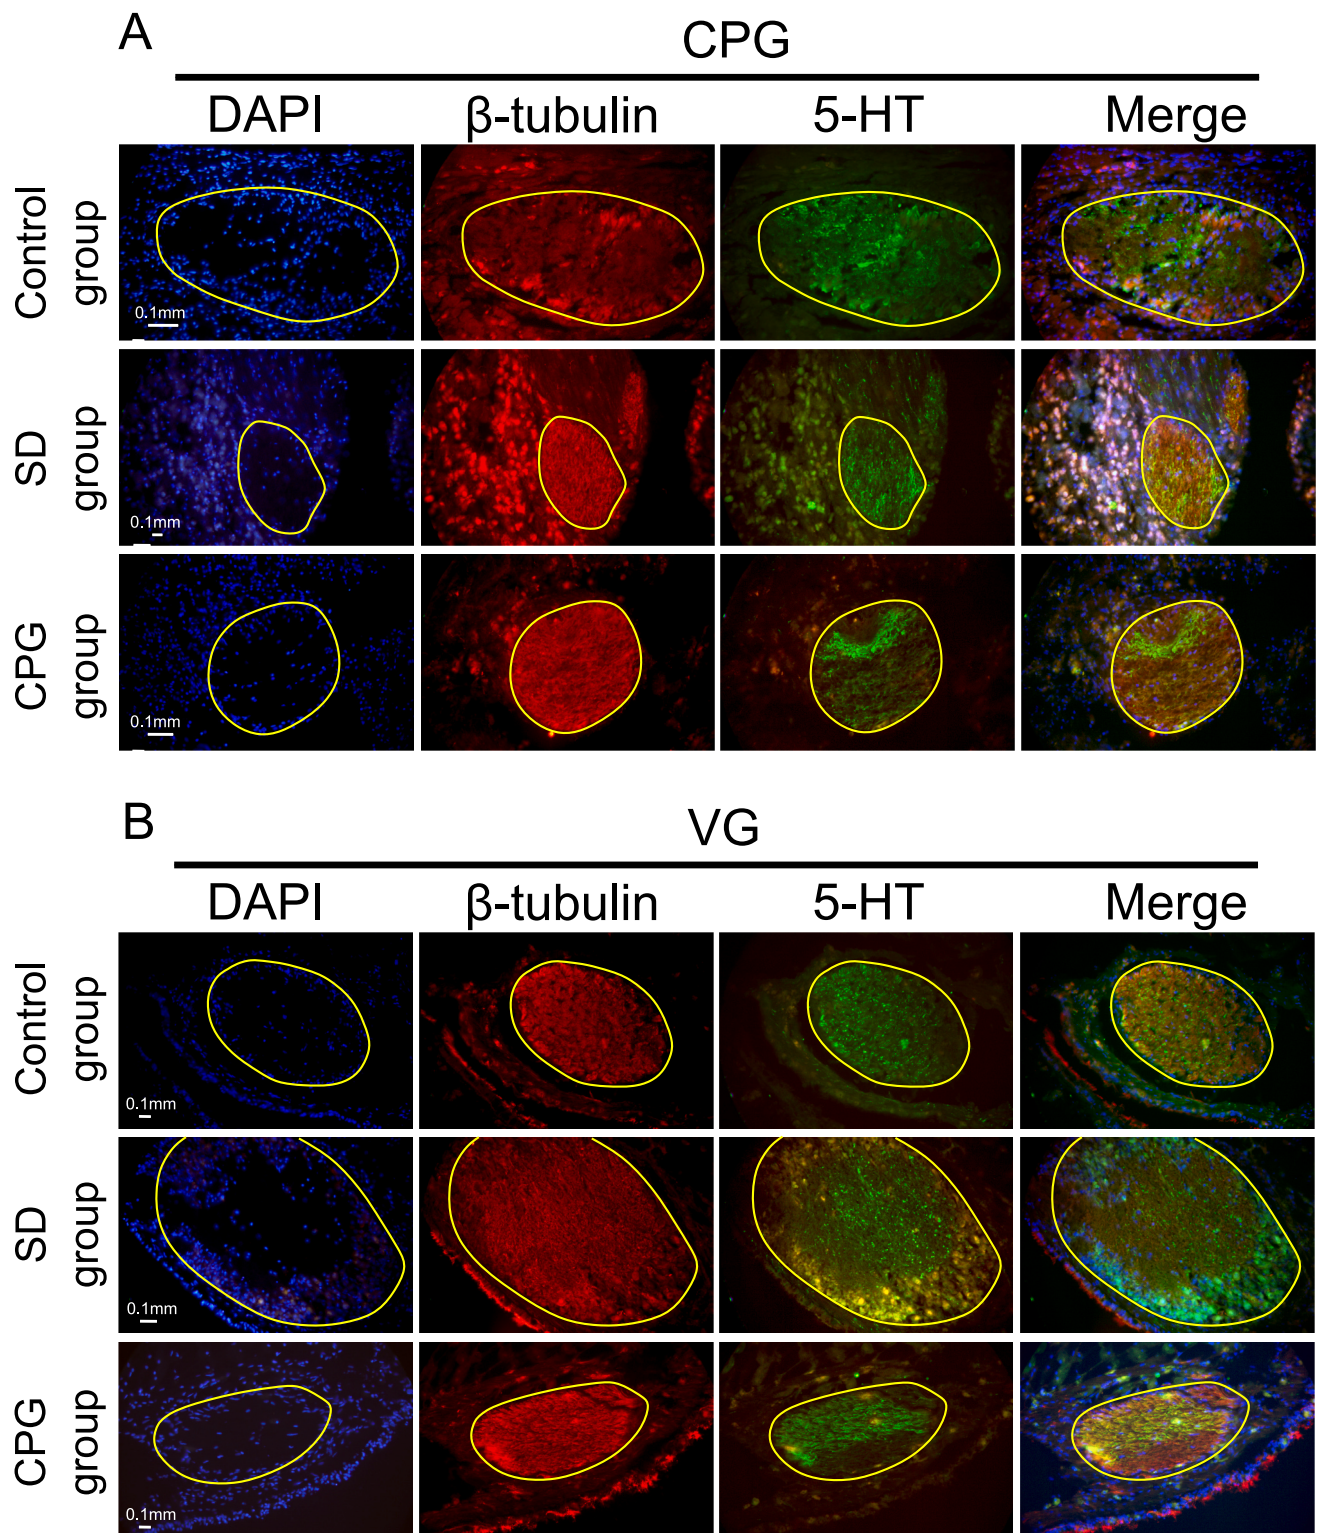 A
CPG
DAPI β-tubulin 5-HT Merge
Control group
0.1mm
SD group
0.1mm
CPG group
0.1mm
B
VG
DAPI β-tubulin 5-HT Merge
Control group
0.1mm
SD group
0.1mm
CPG group
0.1mm